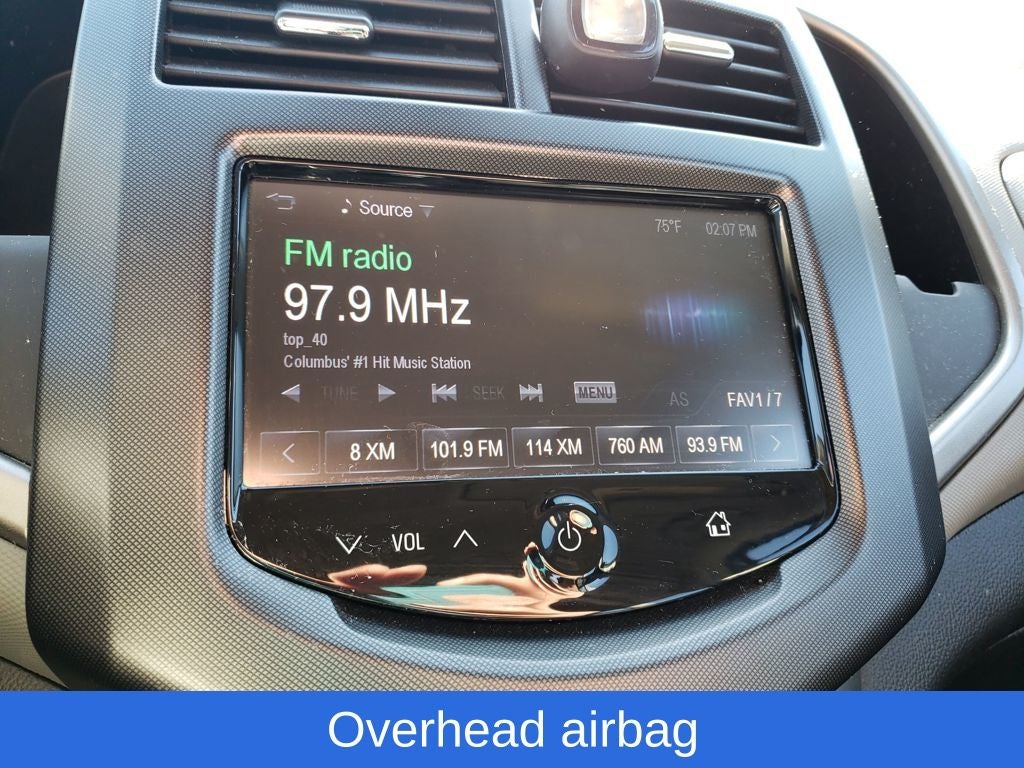 Source
75°F 02:07 PM
FM radio
97.9 MHz
top_40
Columbus' #1 Hit Music Station
TUNE SEEK MENU AS FAV1 / 7
8 XM 101.9 FM 114 XM 760 AM 93.9 FM
VOL
Overhead airbag